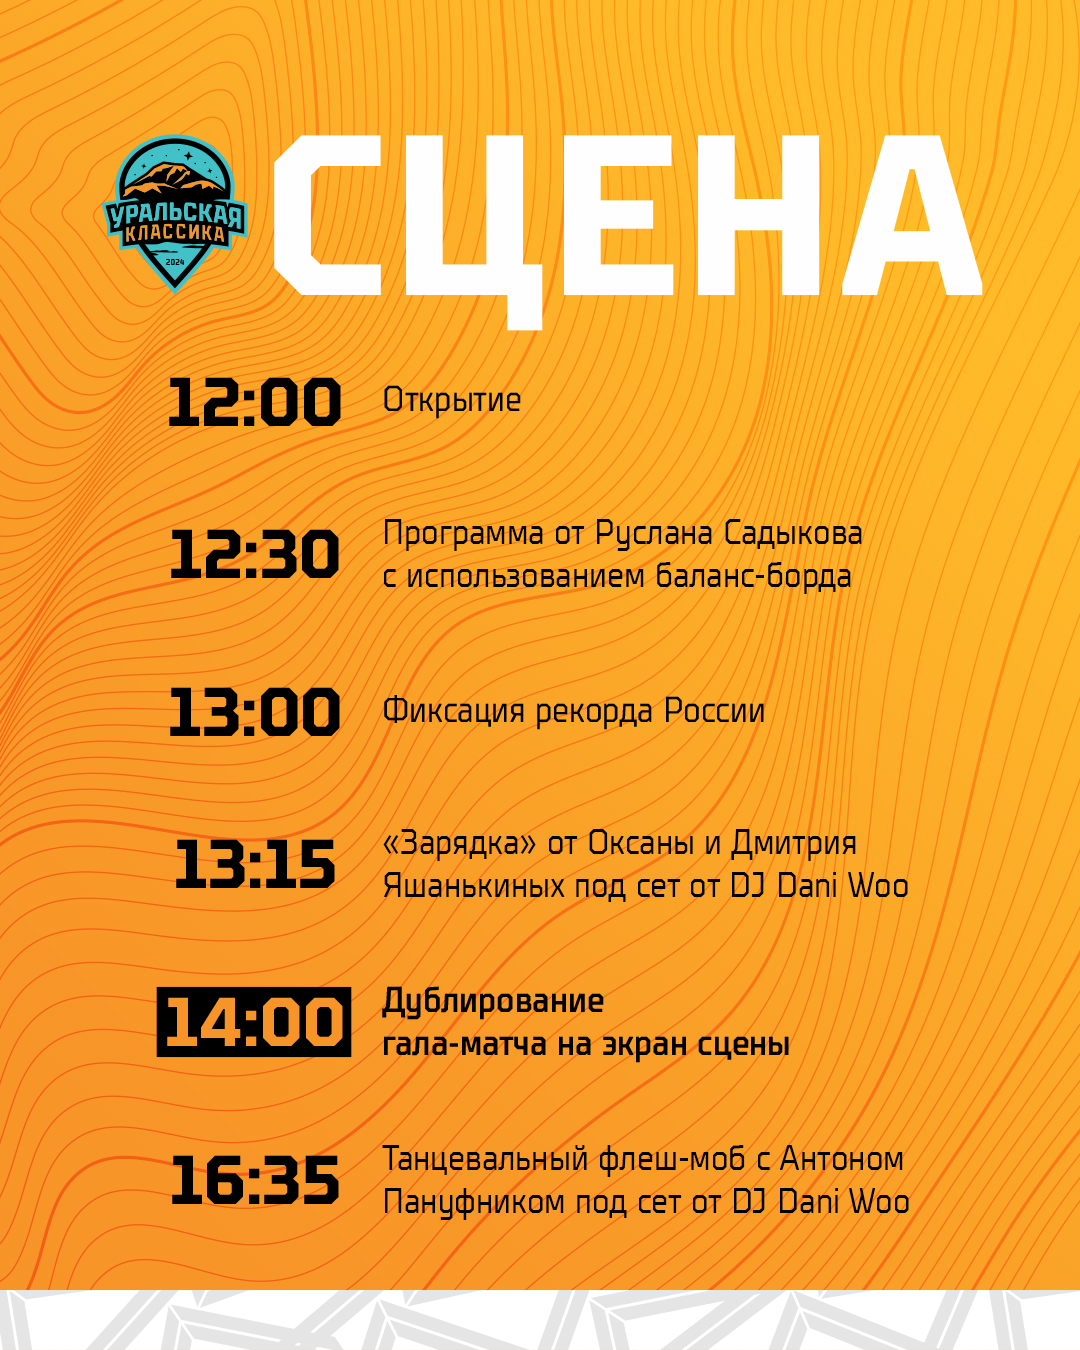 УРАЛЬСКАЯ
КЛАССИКА
2024
СЦЕНА
12:00 Открытие
12:30 Программа от Руслана Садыкова
с использованием баланс-борда
13:00 Фиксация рекорда России
13:15 «Зарядка» от Оксаны и Дмитрия
Яшанькиных под сет от DJ Dani Woo
14:00 Дублирование
гала-матча на экран сцены
16:35 Танцевальный флеш-моб с Антоном
Пануфником под сет от DJ Dani Woo